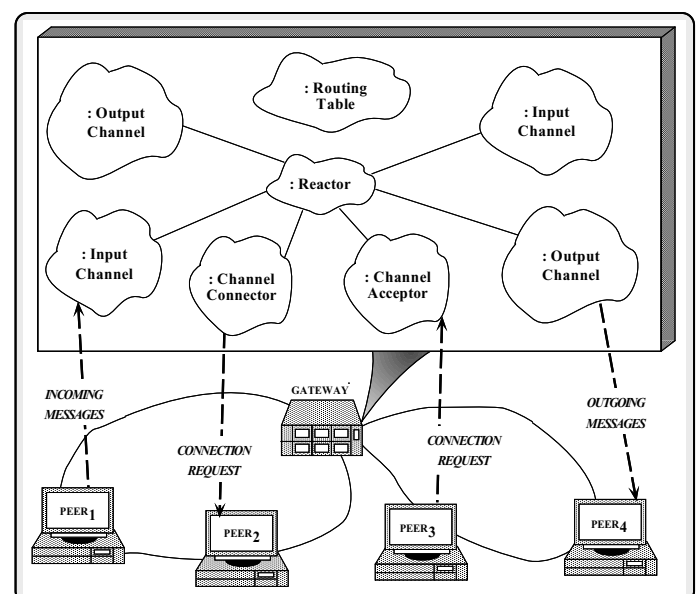 : Routing
Table
: Output
Channel
: Input
Channel
: Reactor
: Input
Channel
: Channel
Connector
: Channel
Acceptor
: Output
Channel
INCOMING
MESSAGES
GATEWAY
OUTGOING
MESSAGES
CONNECTION
REQUEST
CONNECTION
REQUEST
PEER1
PEER2
PEER3
PEER4